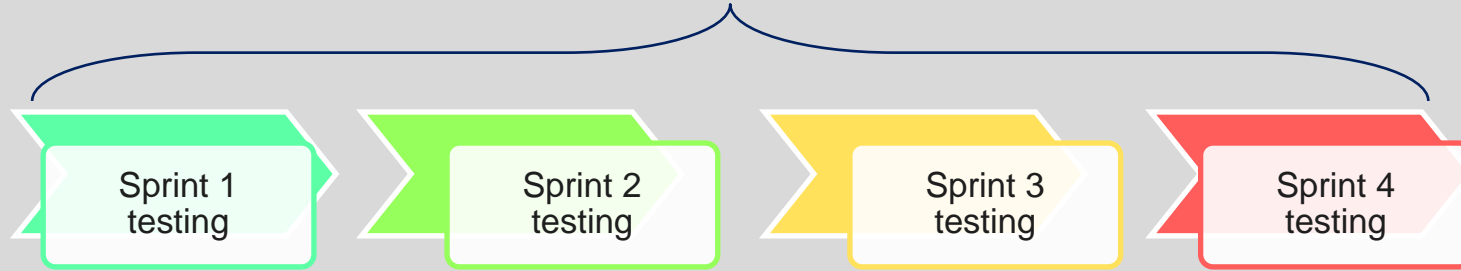 Sprint 1
testing
Sprint 2
testing
Sprint 3
testing
Sprint 4
testing